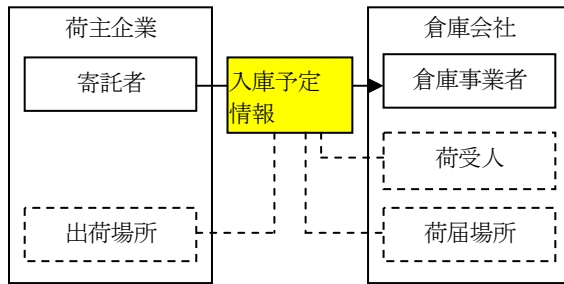 荷主企業
倉庫会社
寄託者
入庫予定
情報
倉庫事業者
荷受人
出荷場所
荷届場所